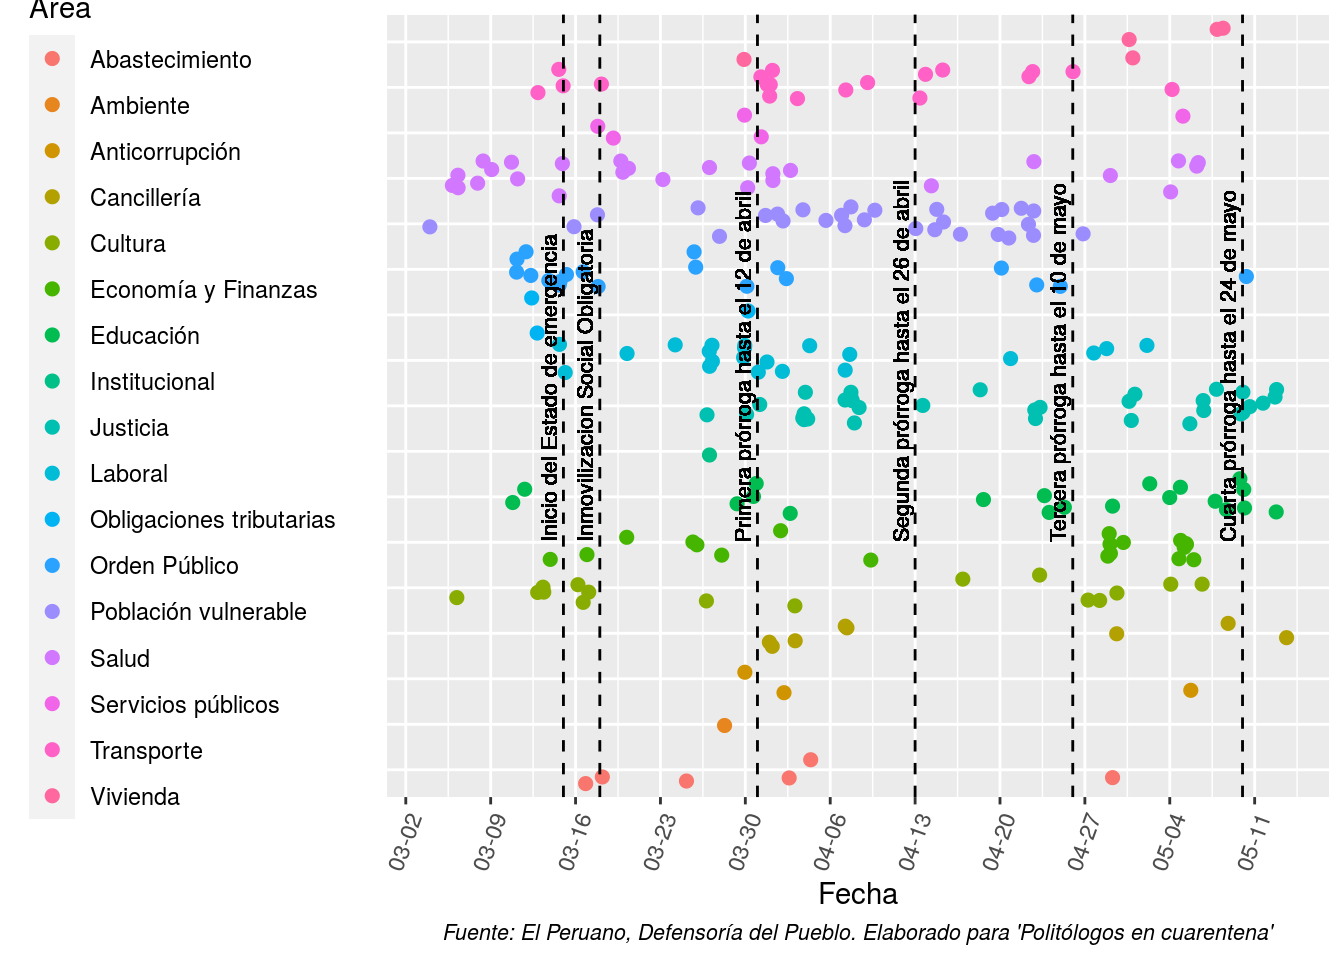 Área
Abastecimiento
Ambiente
Anticorrupción
Cancillería
Cultura
Economía y Finanzas
Educación
Institucional
Justicia
Laboral
Obligaciones tributarias
Orden Público
Población vulnerable
Salud
Servicios públicos
Transporte
Vivienda
Inicio del Estado de emergencia
Inmovilizacion Social Obligatoria
Primera prórroga hasta el 12 de abril
Segunda prórroga hasta el 26 de abril
Tercera prórroga hasta el 10 de mayo
Cuarta prórroga hasta el 24 de mayo
03-02
03-09
03-16
03-23
03-30
04-06
04-13
04-20
04-27
05-04
05-11
Fecha
Fuente: El Peruano, Defensoría del Pueblo. Elaborado para 'Politólogos en cuarentena'